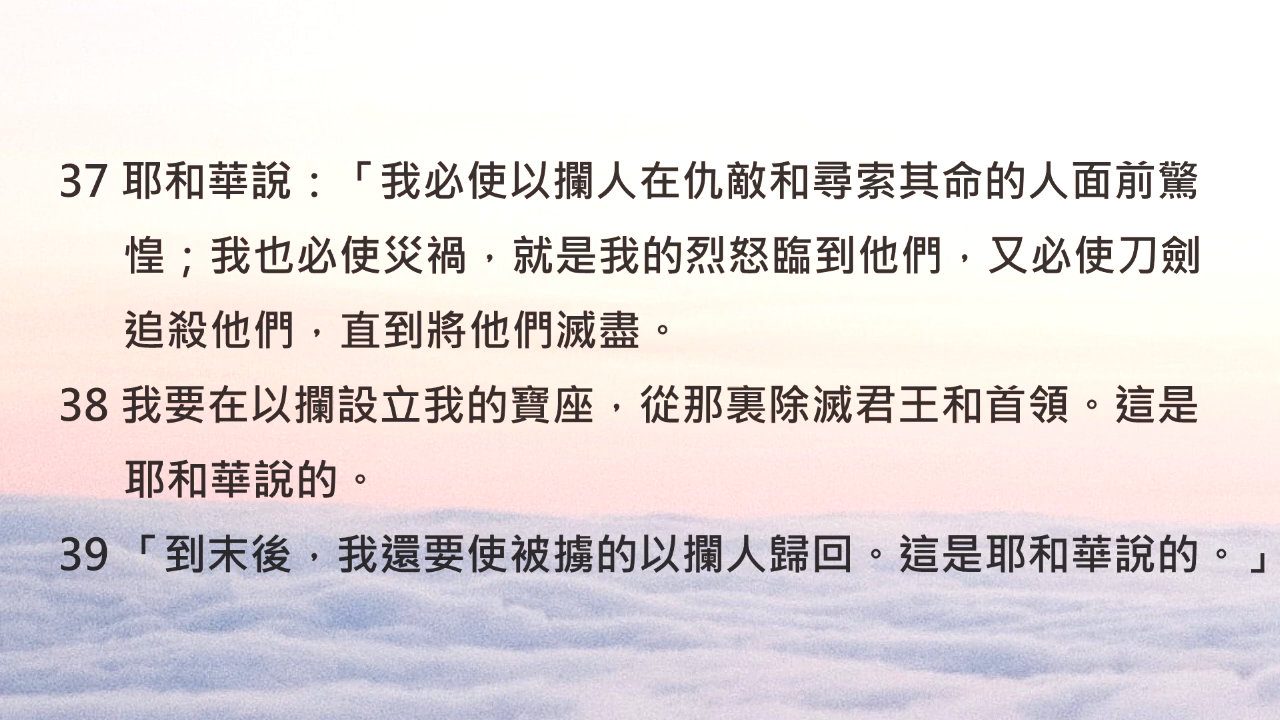 37 耶和華說：「我必使以攔人在仇敵和尋索其命的人面前驚
惶；我也必使災禍，就是我的烈怒臨到他們，又必使刀劍
追殺他們，直到將他們滅盡。
38 我要在以攔設立我的寶座，從那裏除滅君王和首領。這是
耶和華說的。
39 「到末後，我還要使被擄的以攔人歸回。這是耶和華說的。」